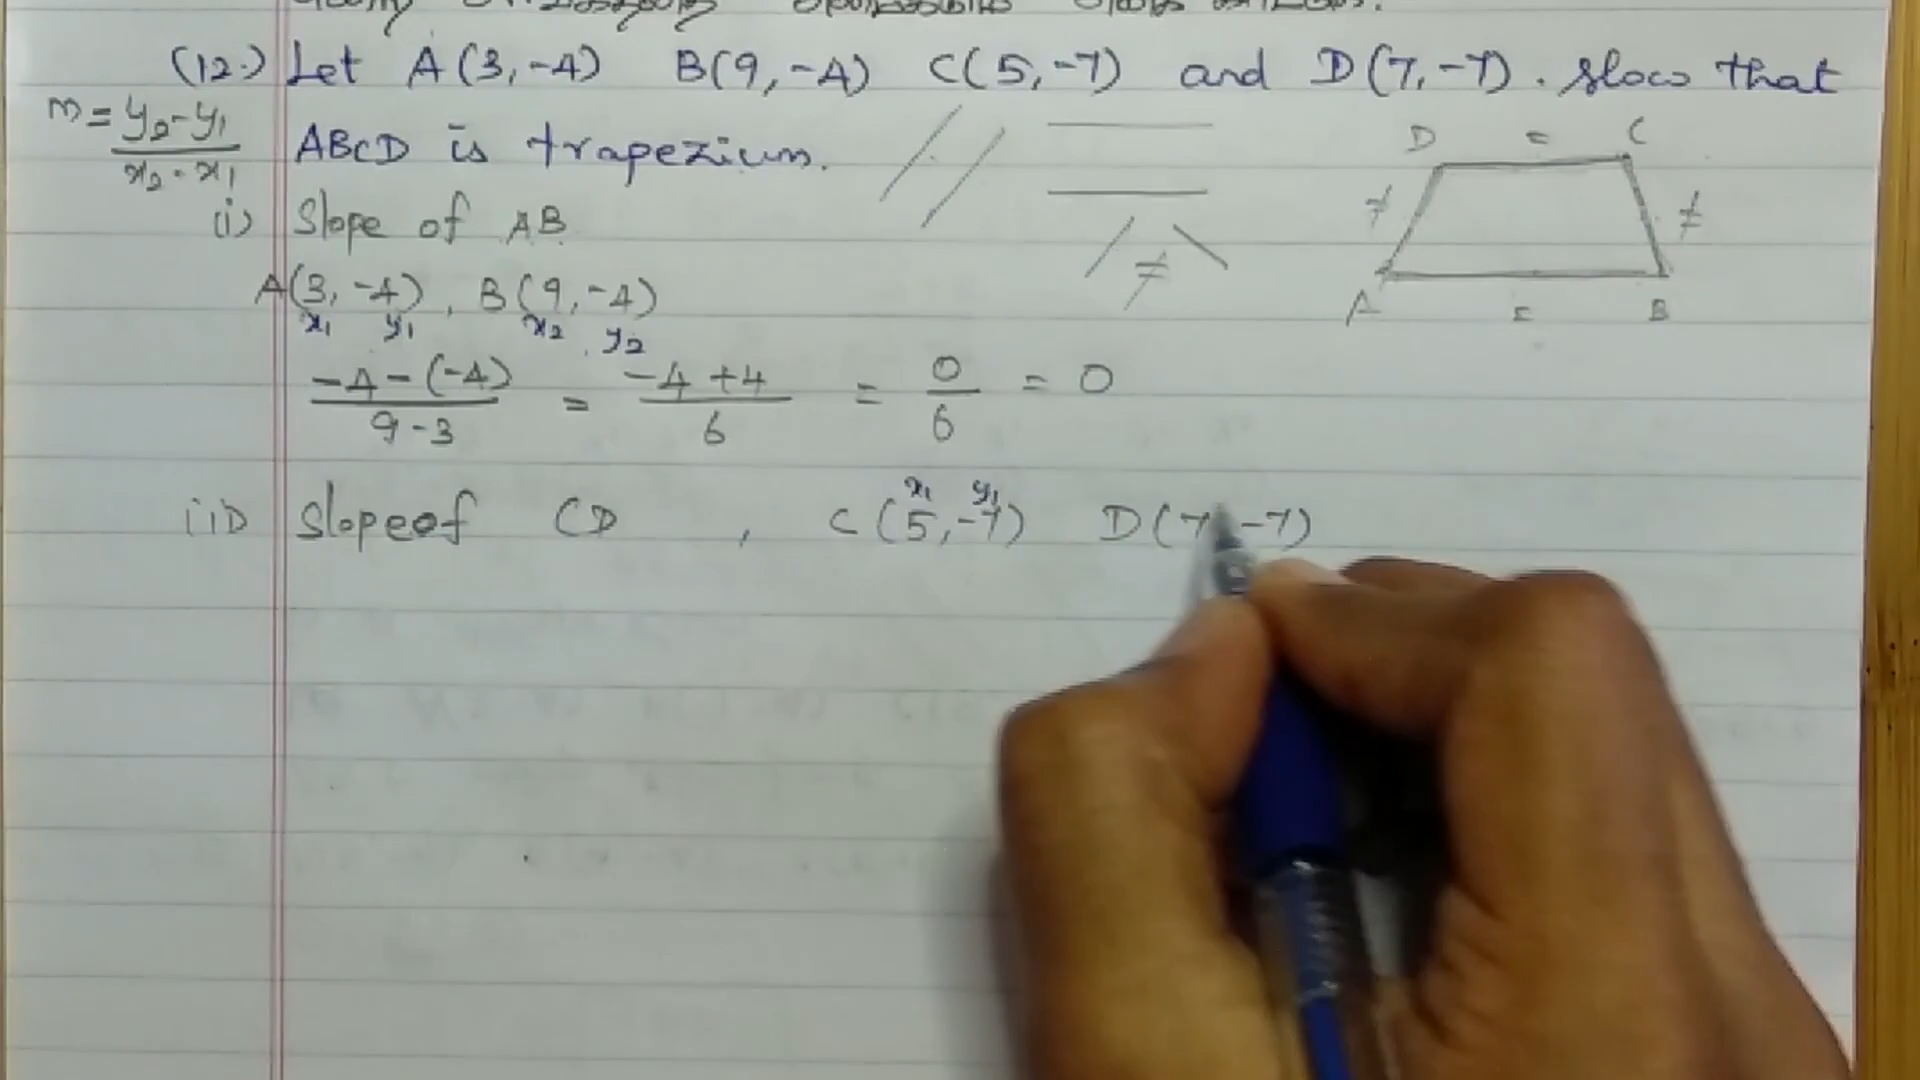 (12.) Let A(3,-4) B(9,-4) C(5,-7) and D(7,-7). Show that
ABCD is trapezium.
m = y2-y1 / x2-x1
D = C
≠ ≠
A = B
≠
(i) Slope of AB
A(3,-4), B(9,-4)
x1 y1 x2 y2
-4-(-4) / 9-3 = -4+4 / 6 = 0/6 = 0
x1 y1
ii) Slope of CD , C(5,-7) D(7 -7)